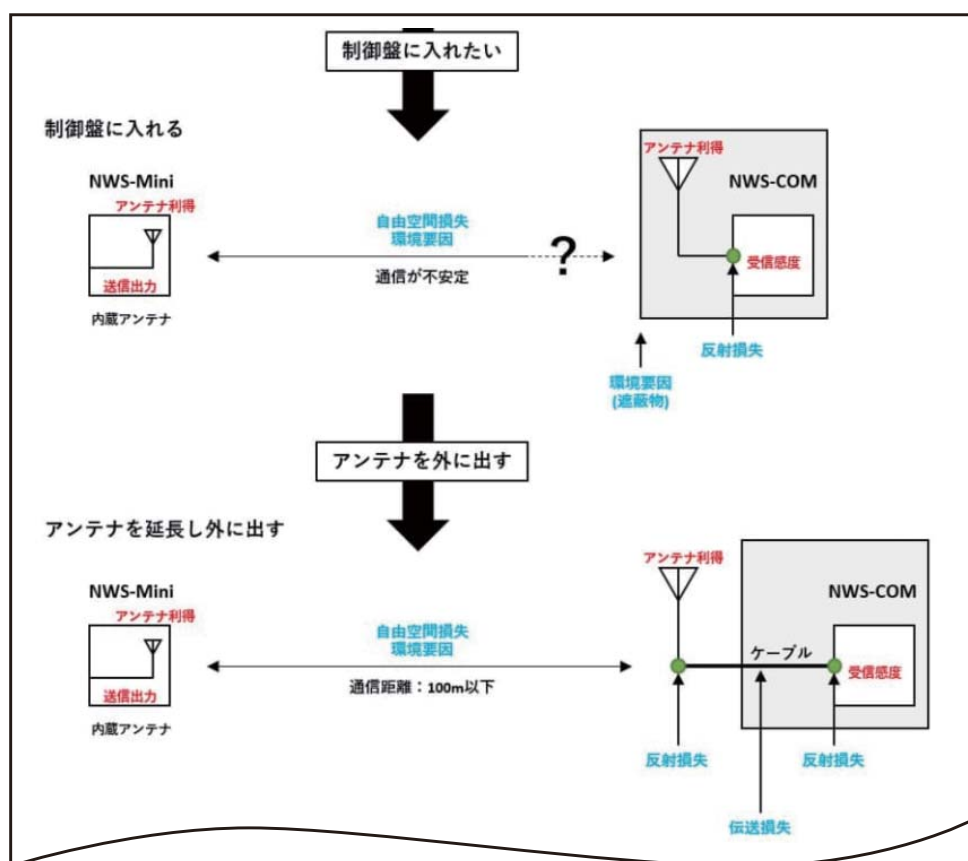 制御盤に入れたい
制御盤に入れる
NWS-Mini
アンテナ利得
送信出力
内蔵アンテナ
自由空間損失
環境要因
?
通信が不安定
アンテナ利得
NWS-COM
受信感度
反射損失
環境要因
(遮蔽物)
アンテナを外に出す
アンテナを延長し外に出す
NWS-Mini
アンテナ利得
送信出力
内蔵アンテナ
自由空間損失
環境要因
通信距離：100m以下
アンテナ利得
NWS-COM
ケーブル
受信感度
反射損失
反射損失
伝送損失